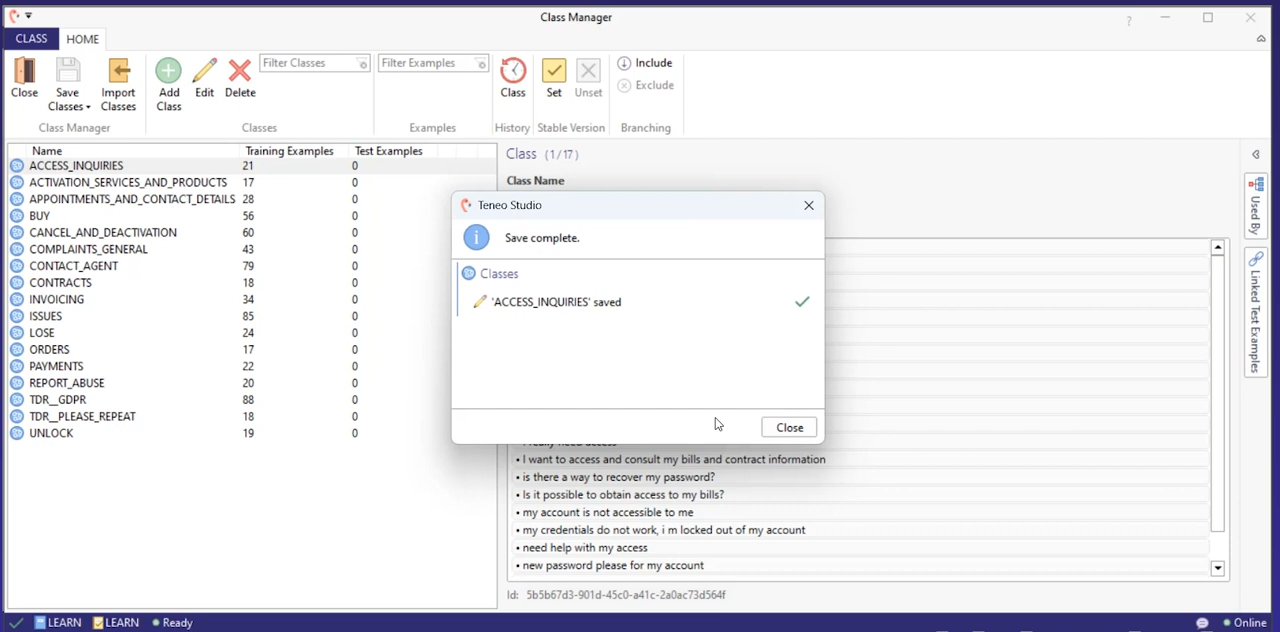 Class Manager
?
CLASS
HOME
Close
Save Classes
Import Classes
Class Manager
Add Class
Edit
Delete
Filter Classes
Classes
Filter Examples
Examples
Class
History
Set
Unset
Stable Version
Include
Exclude
Branching
Name Training Examples Test Examples
ACCESS_INQUIRIES 21 0
ACTIVATION_SERVICES_AND_PRODUCTS 17 0
APPOINTMENTS_AND_CONTACT_DETAILS 28 0
BUY 56 0
CANCEL_AND_DEACTIVATION 60 0
COMPLAINTS_GENERAL 43 0
CONTACT_AGENT 79 0
CONTRACTS 18 0
INVOICING 34 0
ISSUES 85 0
LOSE 24 0
ORDERS 17 0
PAYMENTS 22 0
REPORT_ABUSE 20 0
TDR__GDPR 88 0
TDR__PLEASE_REPEAT 18 0
UNLOCK 19 0
Class (1/17)
Class Name
Teneo Studio
Save complete.
Classes
'ACCESS_INQUIRIES' saved
Close
• I want to access and consult my bills and contract information
• is there a way to recover my password?
• Is it possible to obtain access to my bills?
• my account is not accessible to me
• my credentials do not work, i m locked out of my account
• need help with my access
• new password please for my account
Id: 5b5b67d3-901d-45c0-a41c-2a0ac73d564f
Used By
Linked Test Examples
LEARN
LEARN
Ready
Online